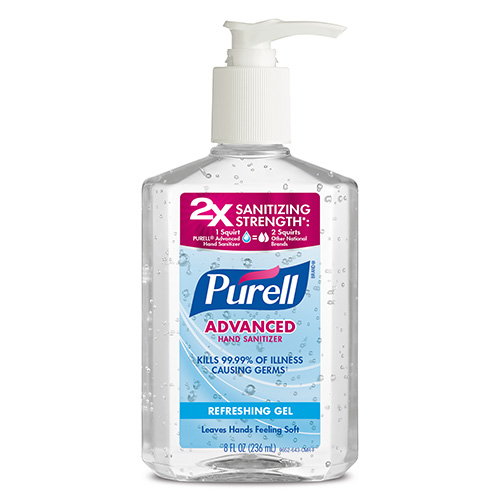 2X SANITIZING
STRENGTH*:
1 Squirt
PURELL® Advanced
Hand Sanitizer
=
2 Squirts
Other National
Brands
Purell
BRAND®
ADVANCED
HAND SANITIZER
KILLS 99.99% OF ILLNESS
CAUSING GERMS†
REFRESHING GEL
Leaves Hands Feeling Soft
8 FL OZ (236 mL)